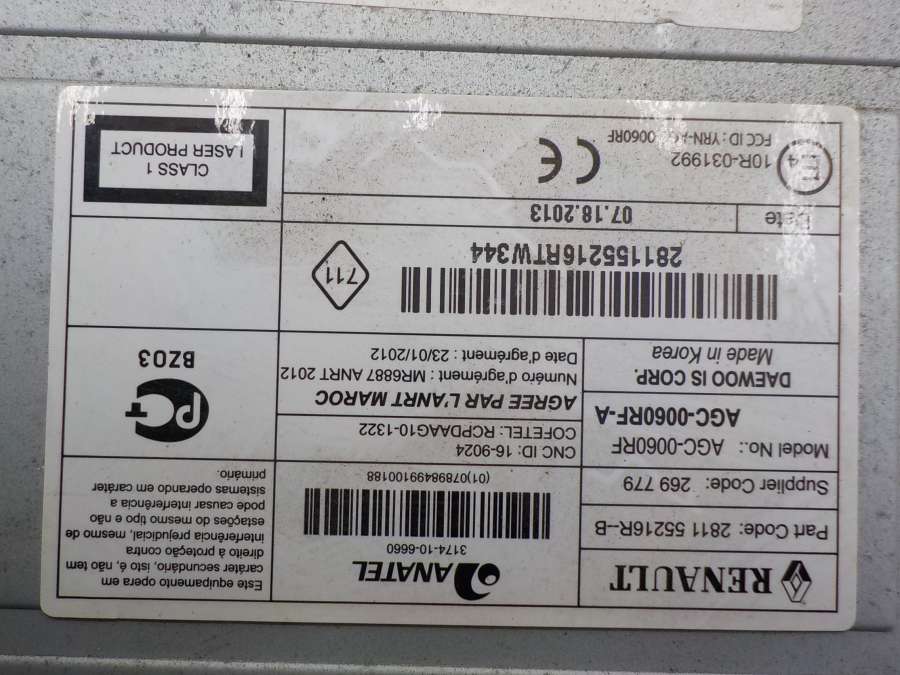 RENAULT
Part Code: 2811 55216R--B
Supplier Code: 269 779
Model No.: AGC-0060RF
AGC-0060RF-A
DAEWOO IS CORP.
Made in Korea
ANATEL
3174-10-6660
(01)07898499100188
CNC ID: 16-9024
COFETEL: RCPDAAG10-1322
AGREE PAR L'ANRT MAROC
Numéro d'agrément : MR6887 ANRT 2012
Date d'agrément : 23/01/2012
Este equipamento opera em
caráter secundário, isto é, não tem
direito à proteção contra
interferência prejudicial, mesmo de
estações do mesmo tipo e não
pode causar interferência a
sistemas operando em caráter
primário.
PCT
BZ03
281155216RTW344
711
Date
07.18.2013
E4
10R-031992
FCC ID : YRN-A 0060RF
CE
CLASS 1
LASER PRODUCT